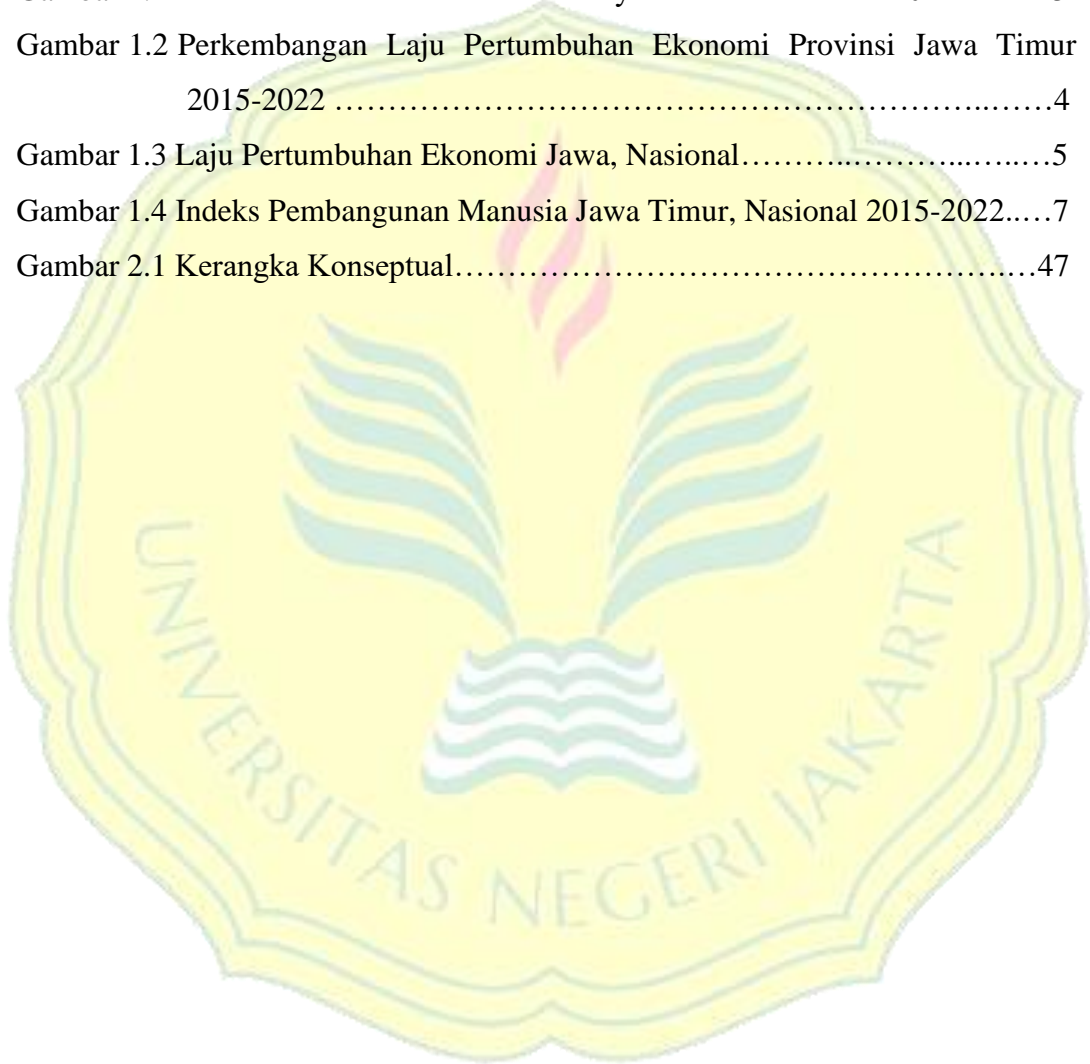 Gambar 1.2 Perkembangan Laju Pertumbuhan Ekonomi Provinsi Jawa Timur
2015-2022 …………………………………………………………..……4
Gambar 1.3 Laju Pertumbuhan Ekonomi Jawa, Nasional………..………...…..…5
Gambar 1.4 Indeks Pembangunan Manusia Jawa Timur, Nasional 2015-2022..…7
Gambar 2.1 Kerangka Konseptual……………………………………………….…47
UNIVERSITAS NEGERI JAKARTA